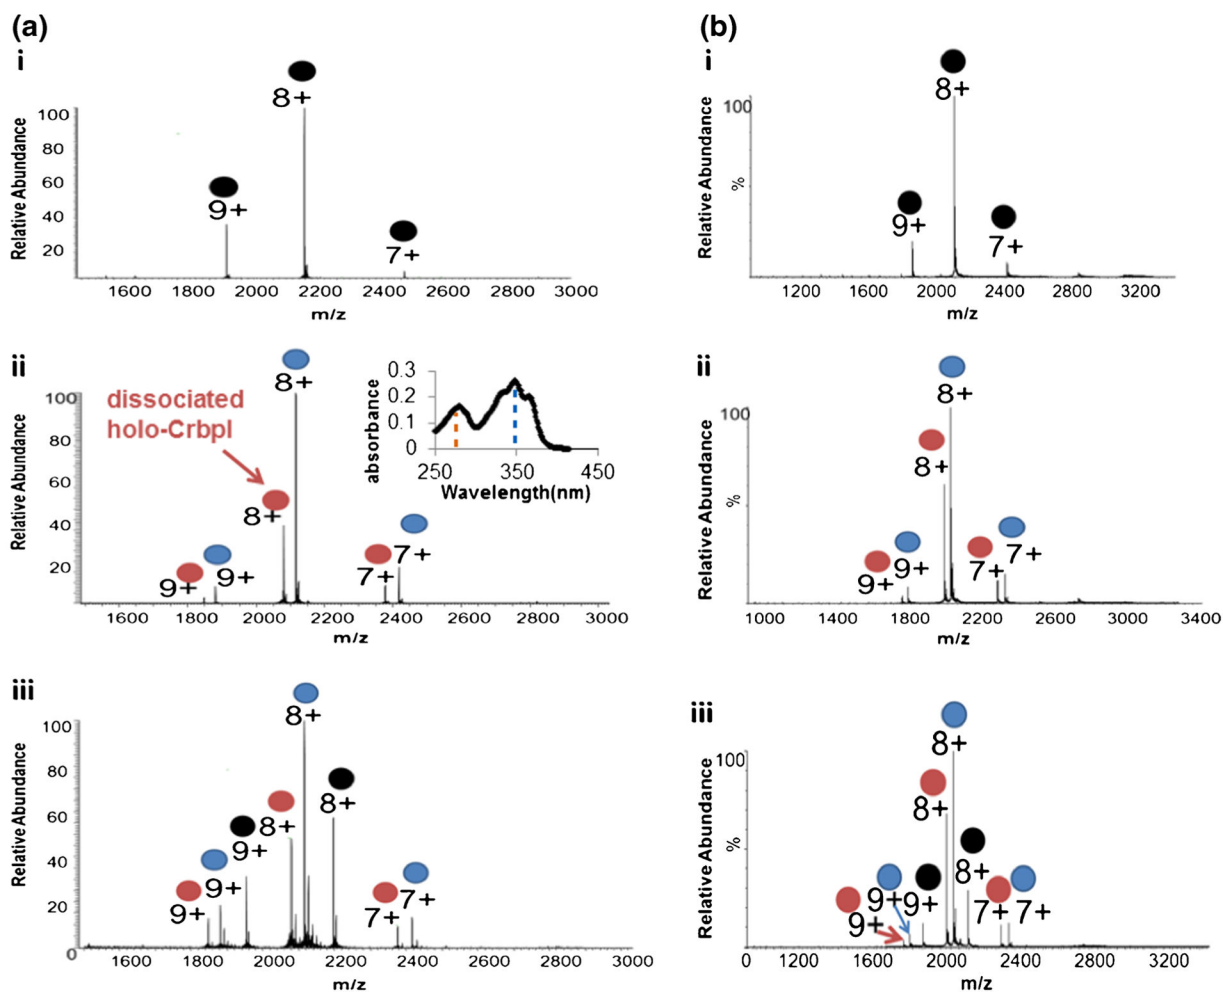 (a)
i
8+
9+
7+
Relative Abundance
100
80
60
40
20
1600 1800 2000 2200 2400 2600 2800 3000
m/z
ii
dissociated
holo-CrbpI
8+
8+
9+ 9+
7+ 7+
Relative Abundance
100
80
60
40
20
1600 1800 2000 2200 2400 2600 2800 3000
m/z
absorbance
0.3
0.2
0.1
0
250 350 450
Wavelength(nm)
iii
8+
8+
8+
9+
9+
9+
7+ 7+
Relative Abundance
100
80
60
40
20
0
1600 1800 2000 2200 2400 2600 2800 3000
m/z
(b)
i
8+
9+
7+
Relative Abundance
%
100
1200 1600 2000 2400 2800 3200
m/z
ii
8+
8+
9+ 9+
7+ 7+
Relative Abundance
%
100
1000 1400 1800 2200 2600 3000 3400
m/z
iii
8+
8+
8+
9+ 9+
9+
7+ 7+
Relative Abundance
%
100
0 1200 1600 2000 2400 2800 3200
m/z